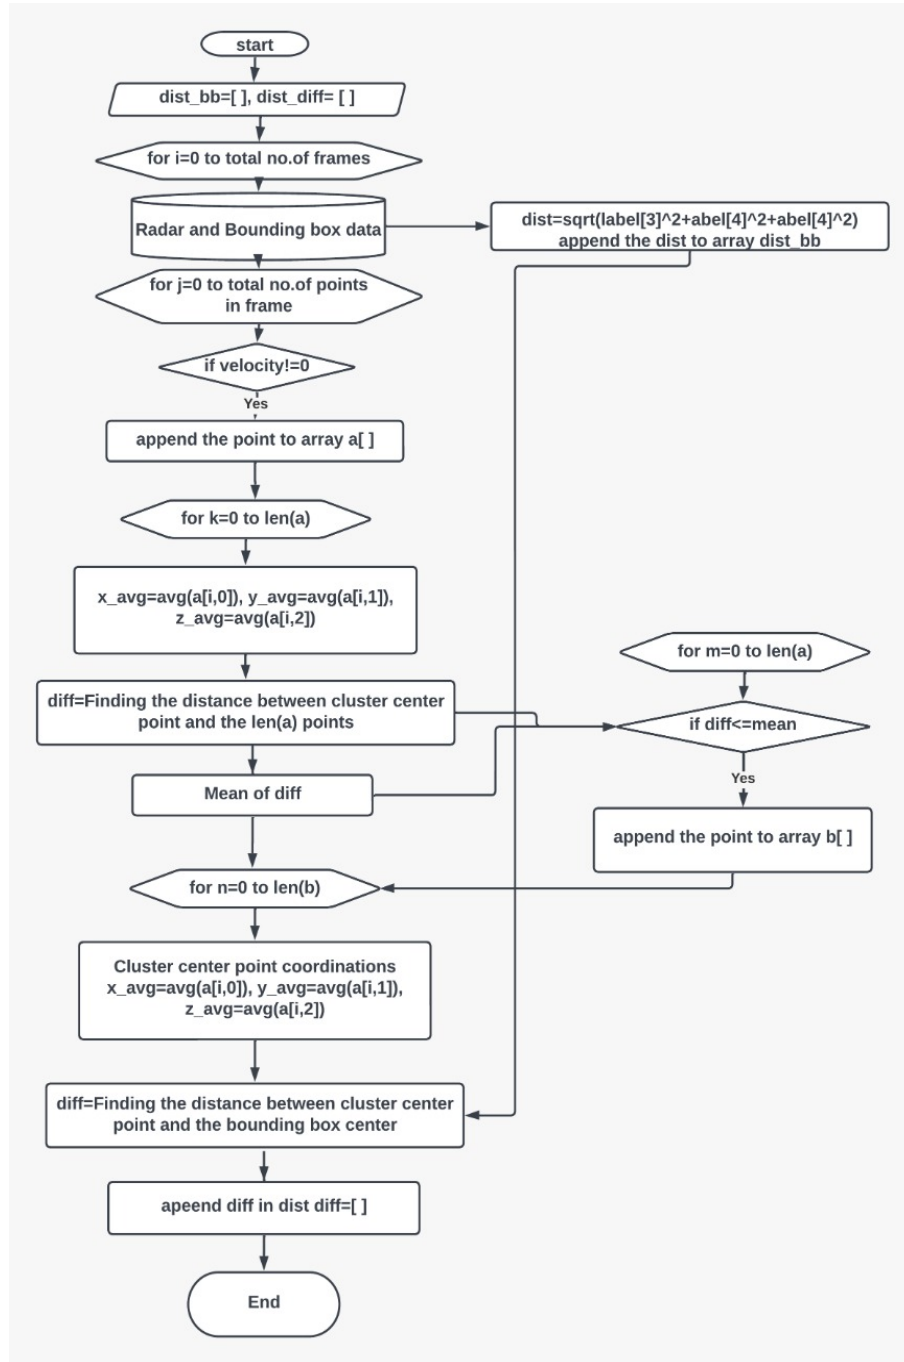 start
dist_bb=[ ], dist_diff= [ ]
for i=0 to total no.of frames
Radar and Bounding box data
dist=sqrt(label[3]^2+abel[4]^2+abel[4]^2)
append the dist to array dist_bb
for j=0 to total no.of points
in frame
if velocity!=0
Yes
append the point to array a[ ]
for k=0 to len(a)
x_avg=avg(a[i,0]), y_avg=avg(a[i,1]),
z_avg=avg(a[i,2])
diff=Finding the distance between cluster center
point and the len(a) points
Mean of diff
for m=0 to len(a)
if diff<=mean
Yes
append the point to array b[ ]
for n=0 to len(b)
Cluster center point coordinations
x_avg=avg(a[i,0]), y_avg=avg(a[i,1]),
z_avg=avg(a[i,2])
diff=Finding the distance between cluster center
point and the bounding box center
apeend diff in dist diff=[ ]
End